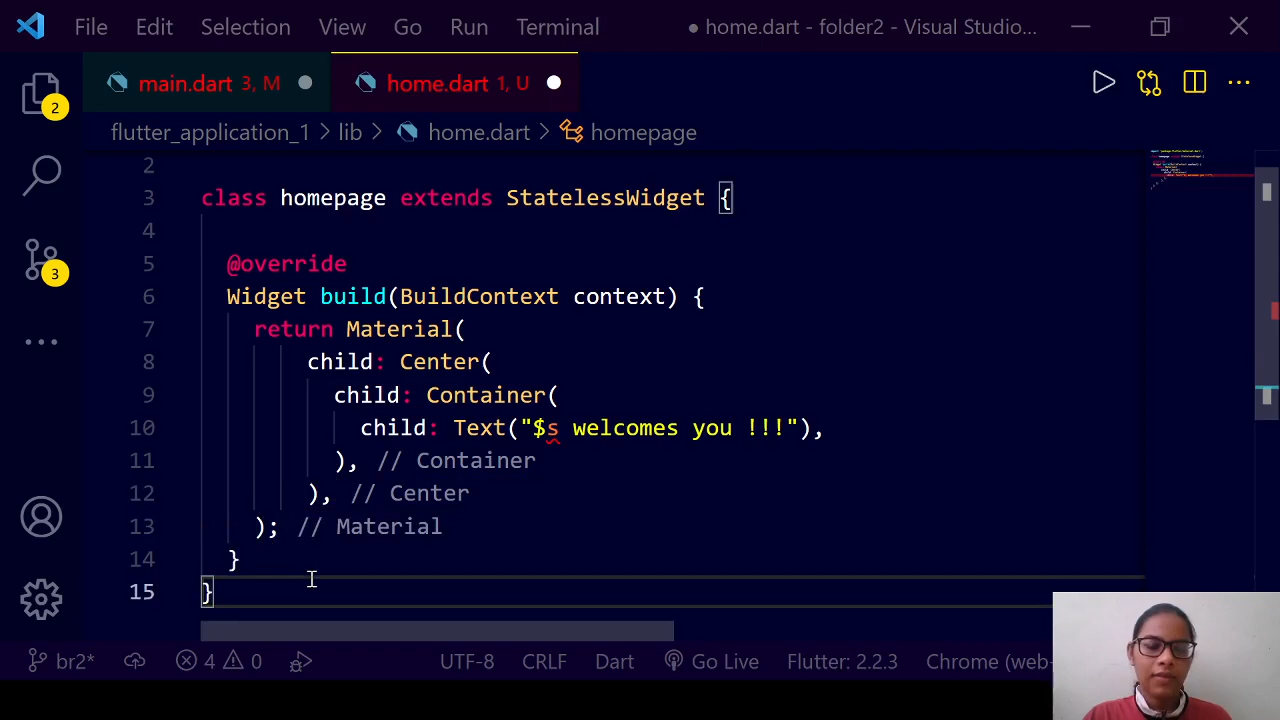 File Edit Selection View Go Run Terminal ● home.dart - folder2 - Visual Studio...
main.dart 3, M home.dart 1, U
flutter_application_1 > lib > home.dart > homepage
2
3 class homepage extends StatelessWidget {
4
5 @override
6 Widget build(BuildContext context) {
7 return Material(
8 child: Center(
9 child: Container(
10 child: Text("$s welcomes you !!!"),
11 ), // Container
12 ), // Center
13 ); // Material
14 }
15 }
2
3
br2* 4 0 UTF-8 CRLF Dart Go Live Flutter: 2.2.3 Chrome (web-